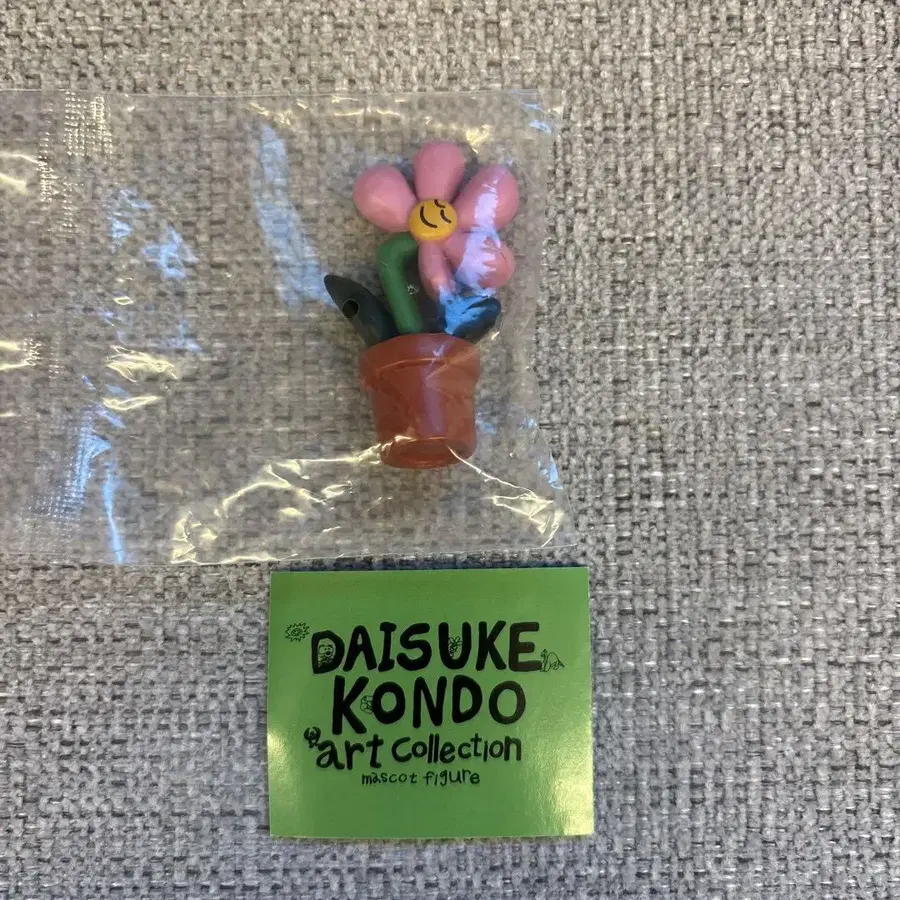 DAISUKE
KONDO
art collection
mascot figure